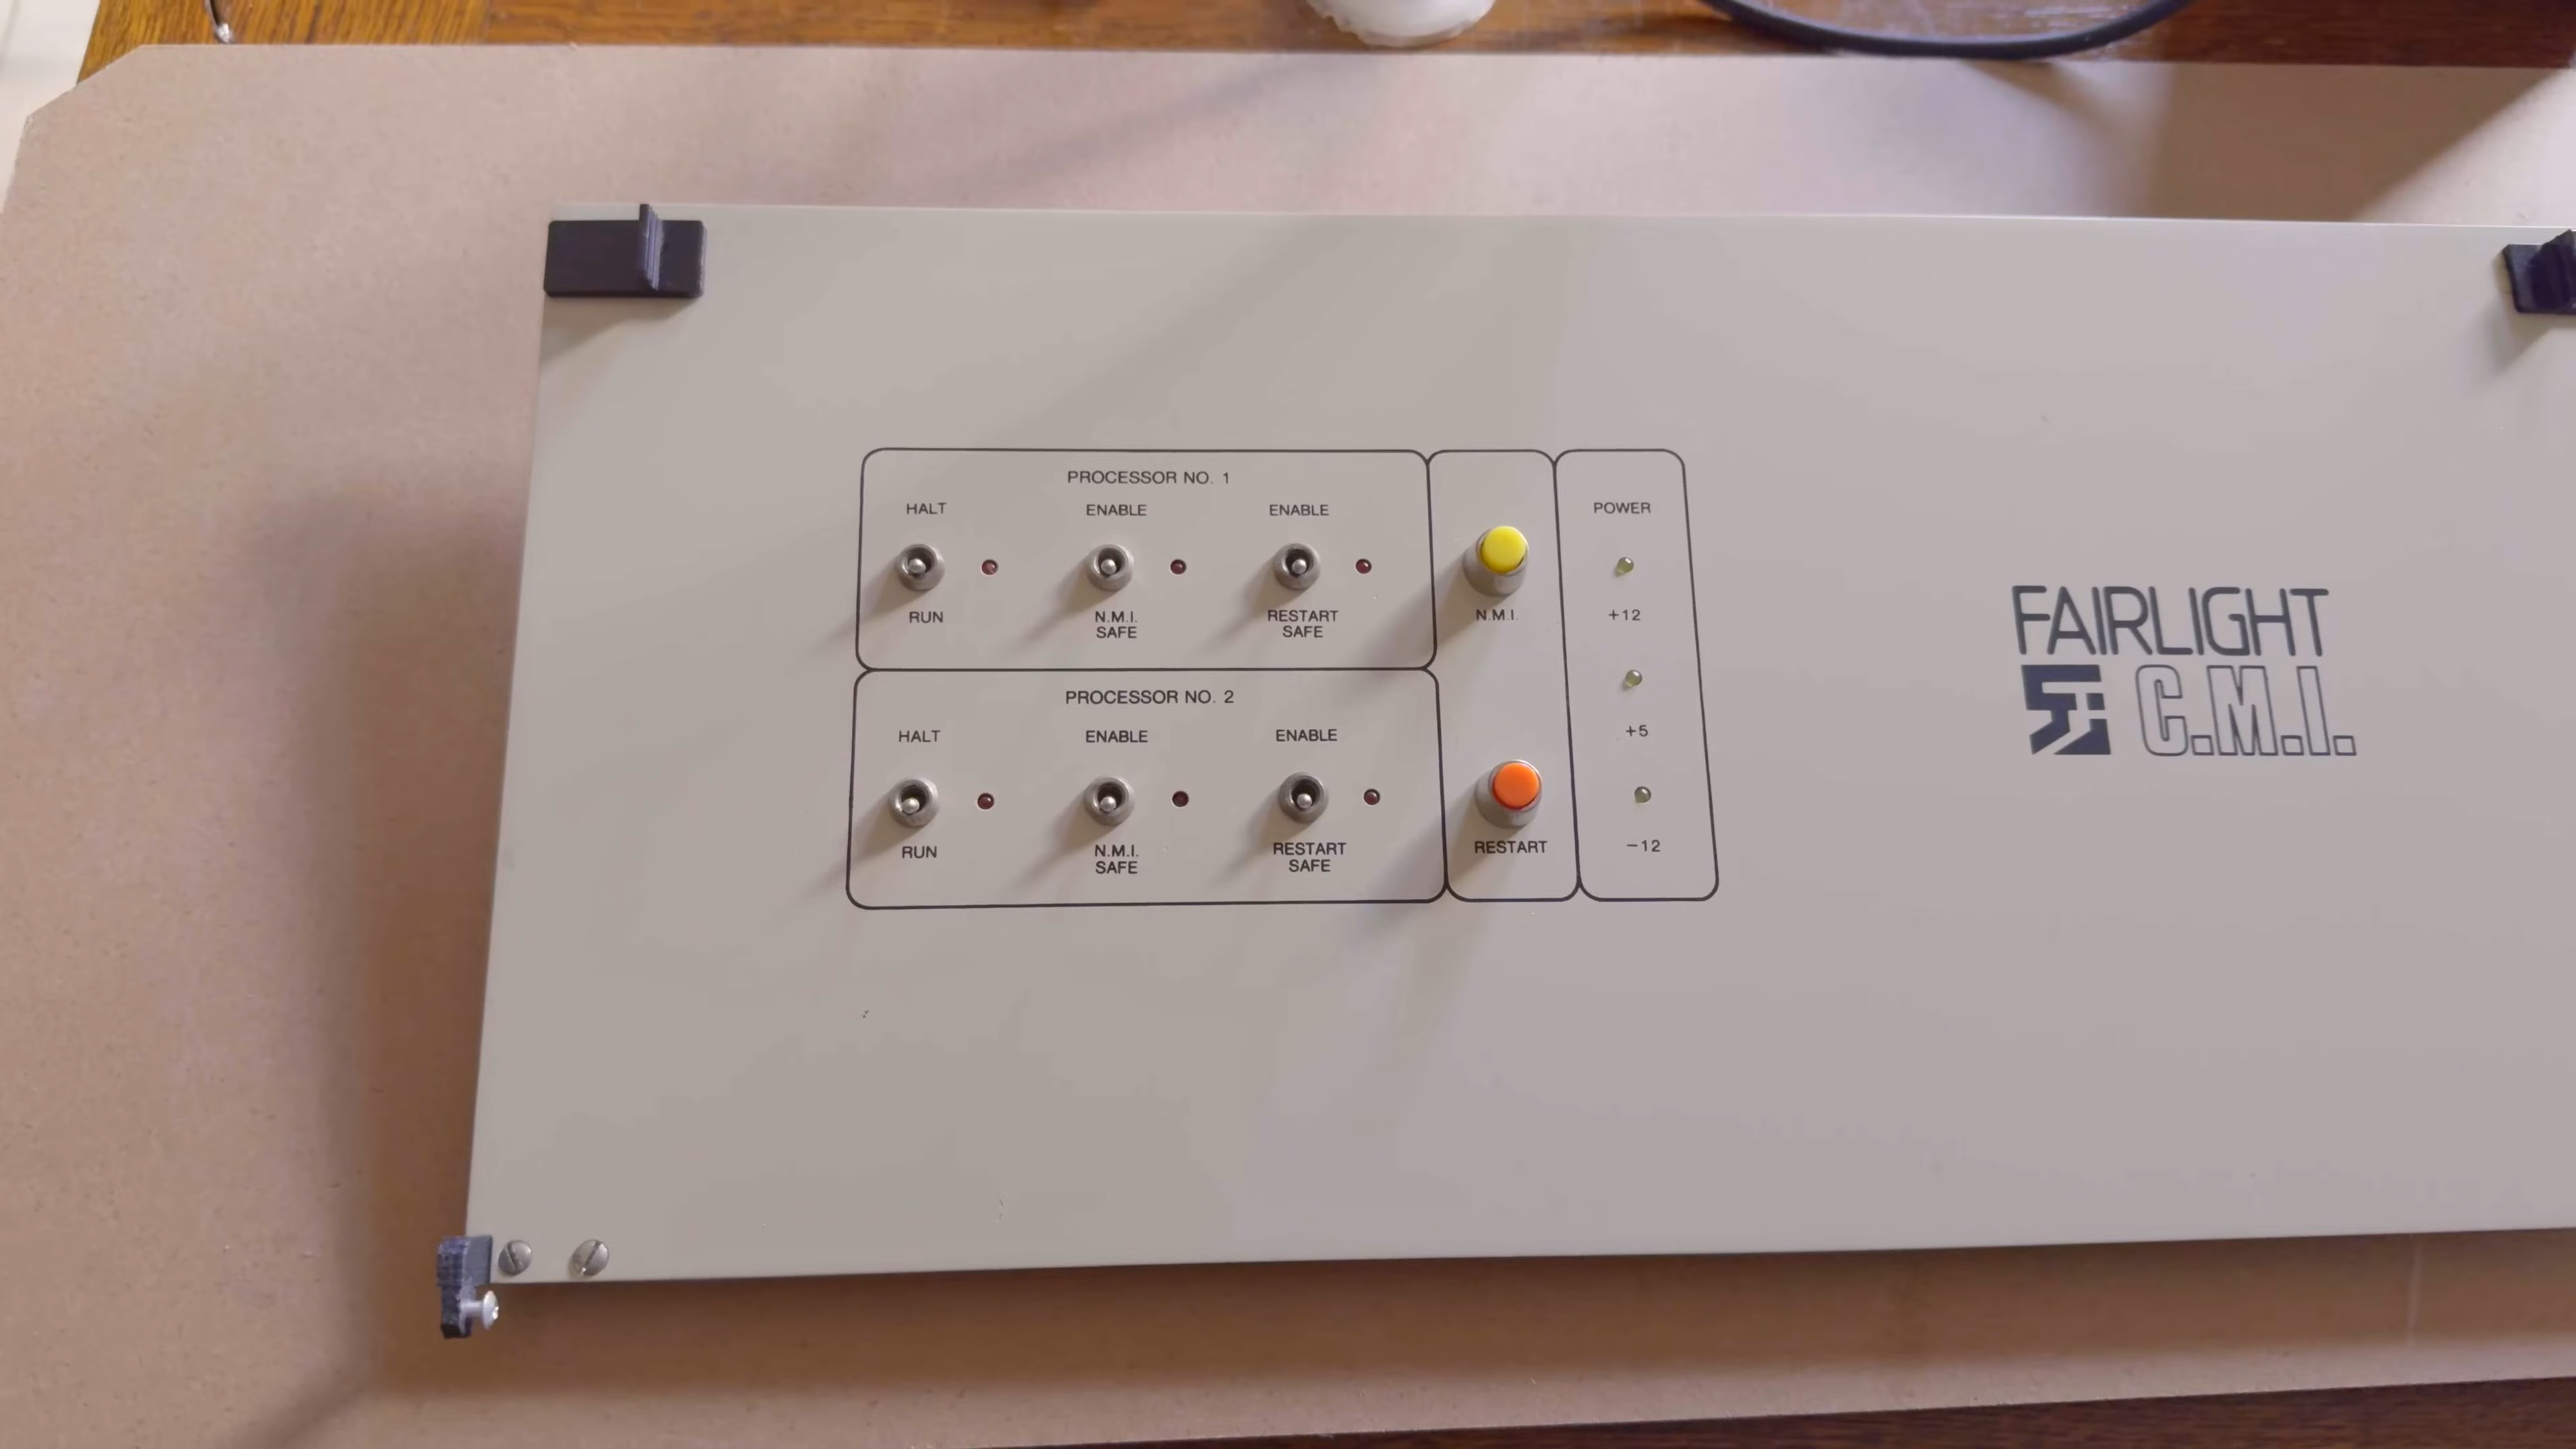 PROCESSOR NO. 1
HALT ENABLE ENABLE
RUN N.M.I. SAFE RESTART SAFE
N.M.I.
PROCESSOR NO. 2
HALT ENABLE ENABLE
RUN N.M.I. SAFE RESTART SAFE
RESTART
POWER
+12
+5
−12
FAIRLIGHT
C.M.I.